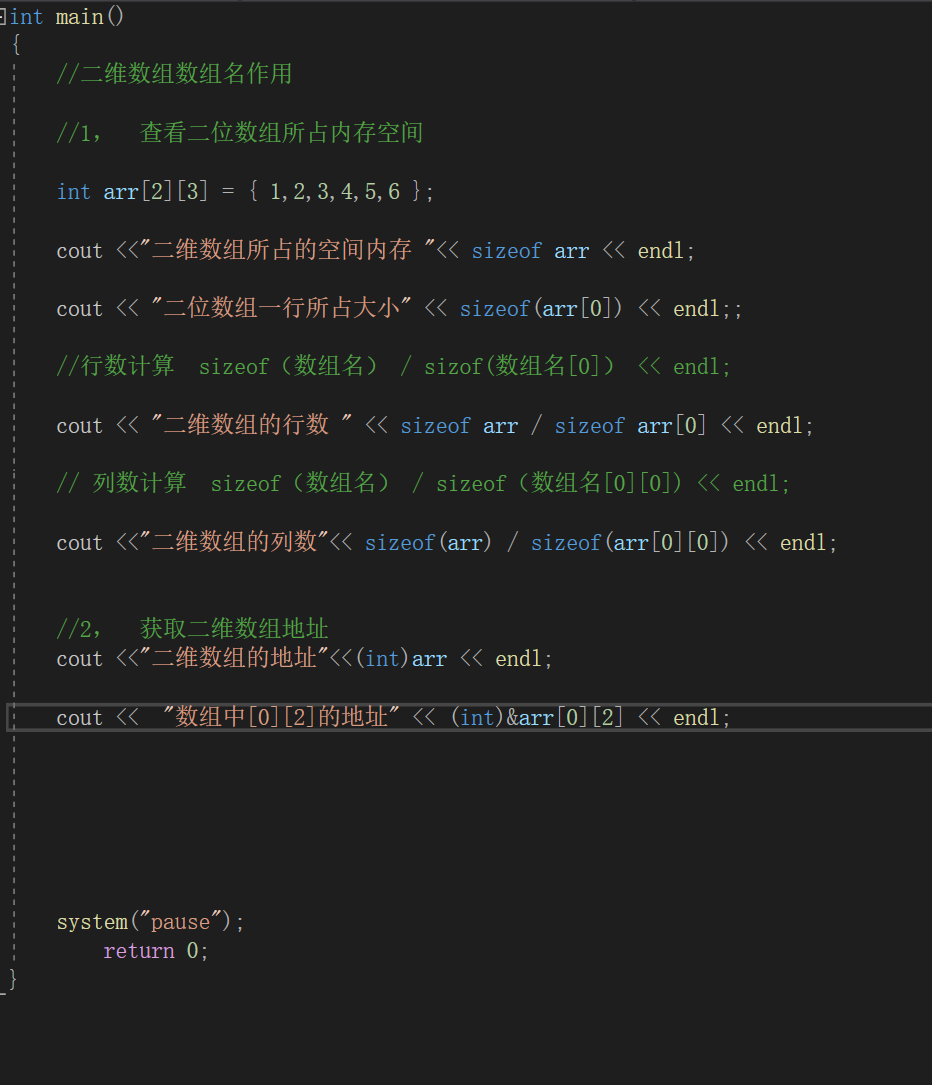 int main()
{
//二维数组数组名作用
//1，  查看二位数组所占内存空间
int arr[2][3] = { 1,2,3,4,5,6 };
cout <<"二维数组所占的空间内存 "<< sizeof arr << endl;
cout << "二位数组一行所占大小" << sizeof(arr[0]) << endl;;
//行数计算  sizeof（数组名） / sizof(数组名[0]） << endl;
cout << "二维数组的行数 " << sizeof arr / sizeof arr[0] << endl;
// 列数计算  sizeof（数组名） / sizeof（数组名[0][0]）<< endl;
cout <<"二维数组的列数"<< sizeof(arr) / sizeof(arr[0][0]) << endl;
//2，  获取二维数组地址
cout <<"二维数组的地址"<<(int)arr << endl;
cout <<  "数组中[0][2]的地址" << (int)&arr[0][2] << endl;
system("pause");
return 0;
}